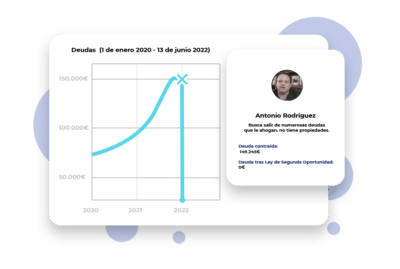 Deudas (1 de enero 2020 - 13 de junio 2022)
150.000€
100.000€
50.000€
2020
2021
2022
Antonio Rodríguez
Busca salir de numerosas deudas
que le ahogan, no tiene propiedades.
Deuda contraída:
149.249€
Deuda tras Ley de Segunda Oportunidad:
0€